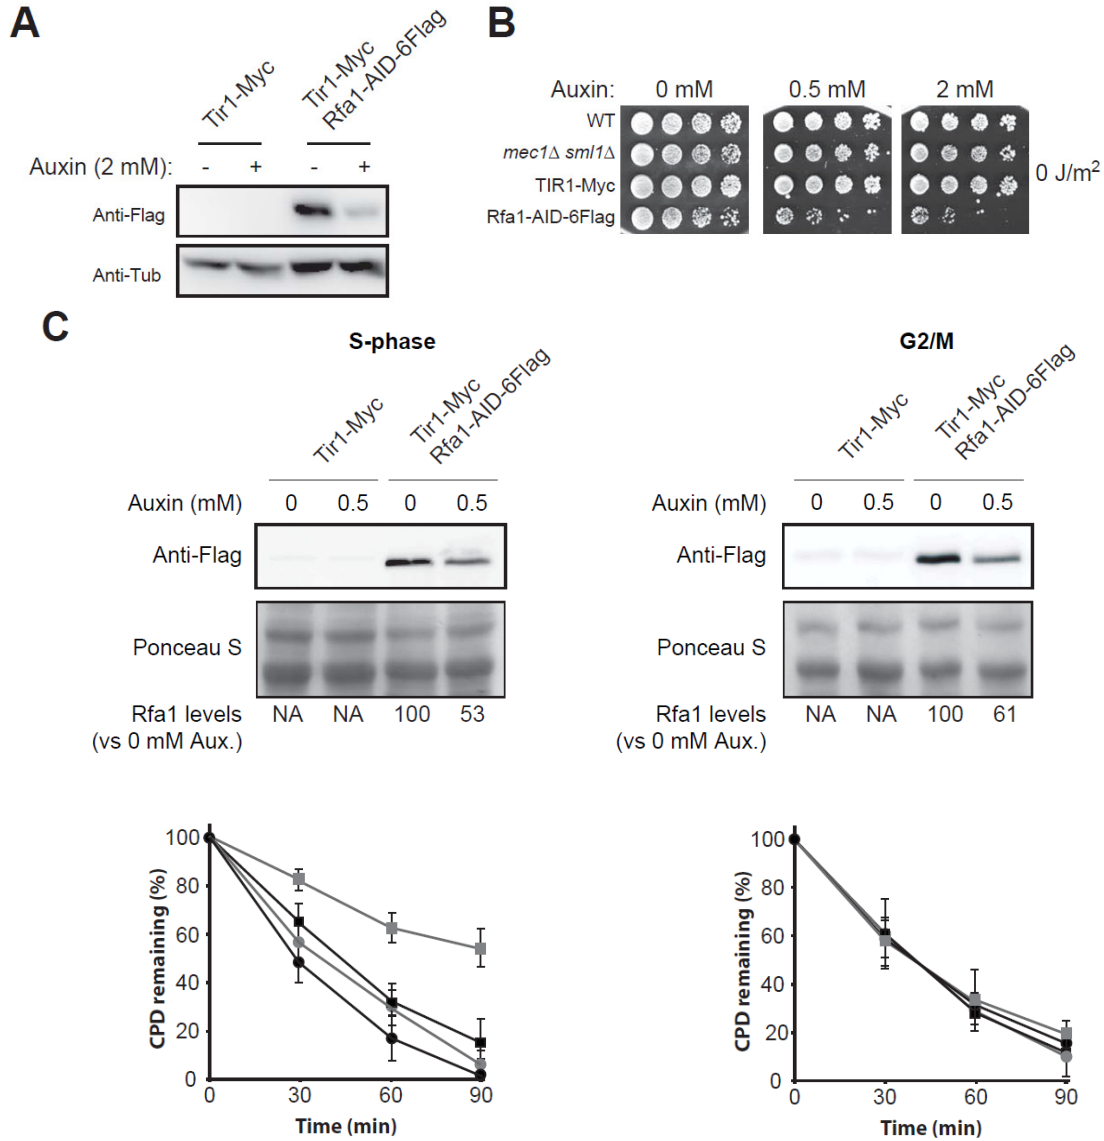 A
Tir1-Myc
Tir1-Myc
Rfa1-AID-6Flag
Auxin (2 mM): - + - +
Anti-Flag
Anti-Tub
B
Auxin: 0 mM 0.5 mM 2 mM
WT
mec1Δ sml1Δ
TIR1-Myc
Rfa1-AID-6Flag
0 J/m²
C
S-phase
Tir1-Myc
Tir1-Myc
Rfa1-AID-6Flag
Auxin (mM) 0 0.5 0 0.5
Anti-Flag
Ponceau S
Rfa1 levels NA NA 100 53
(vs 0 mM Aux.)
G2/M
Tir1-Myc
Tir1-Myc
Rfa1-AID-6Flag
Auxin (mM) 0 0.5 0 0.5
Anti-Flag
Ponceau S
Rfa1 levels NA NA 100 61
(vs 0 mM Aux.)
CPD remaining (%)
100
80
60
40
20
0
0 30 60 90
Time (min)
CPD remaining (%)
100
80
60
40
20
0
0 30 60 90
Time (min)